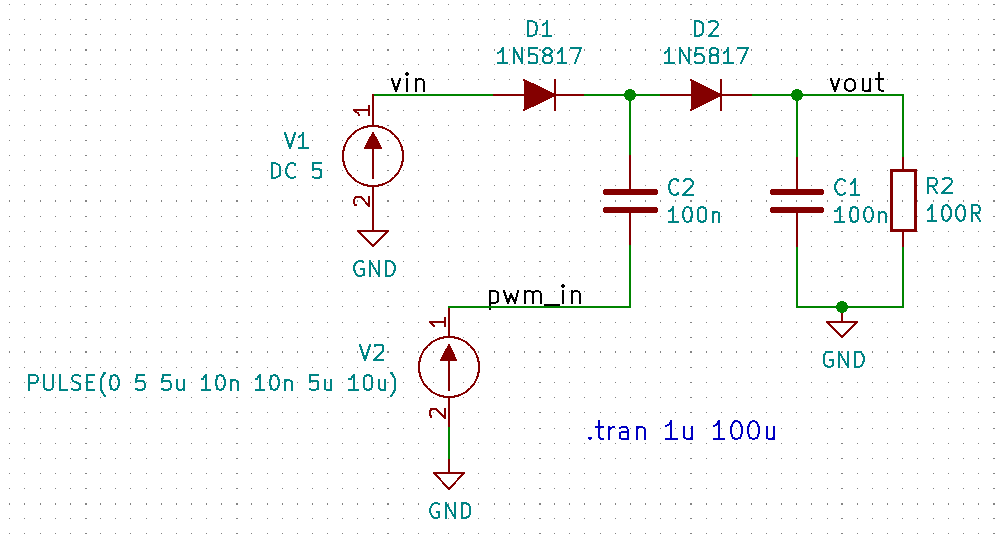 D1
1N5817
D2
1N5817
vin
vout
1
V1
DC 5
2
GND
C2
100n
C1
100n
R2
100R
pwm_in
1
V2
PULSE(0 5 5u 10n 10n 5u 10u)
2
GND
GND
.tran 1u 100u